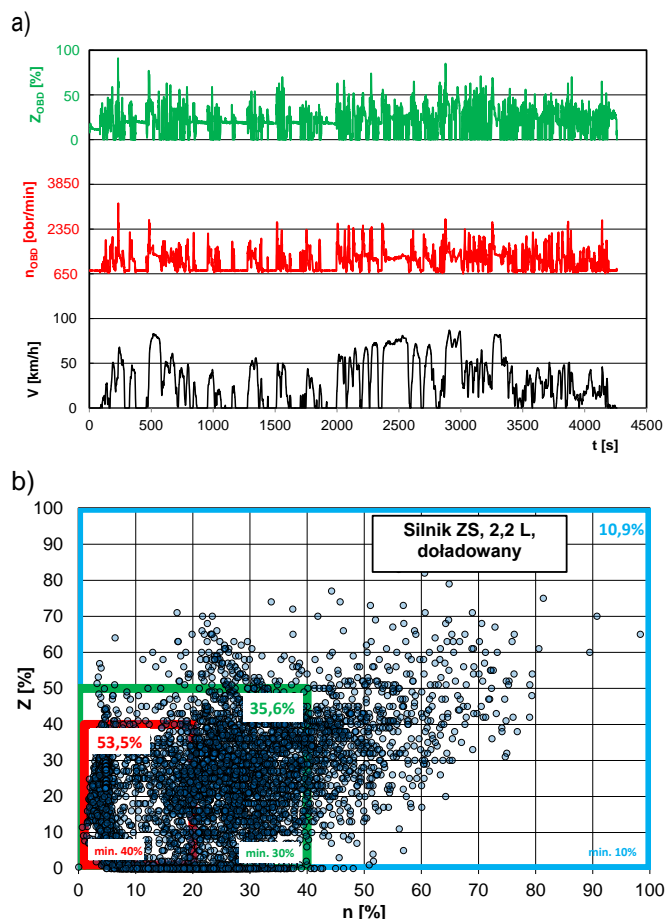 a)
100
50
0
Z_OBD [%]
3850
2350
650
n_OBD [obr/min]
100
50
0
V [km/h]
0 500 1000 1500 2000 2500 3000 3500 4000 4500
t [s]
b)
100
90
80
70
60
50
40
30
20
10
0
Z [%]
Silnik ZS, 2,2 L,
doładowany
10,9%
35,6%
53,5%
min. 40%
min. 30%
min. 10%
0 10 20 30 40 50 60 70 80 90 100
n [%]